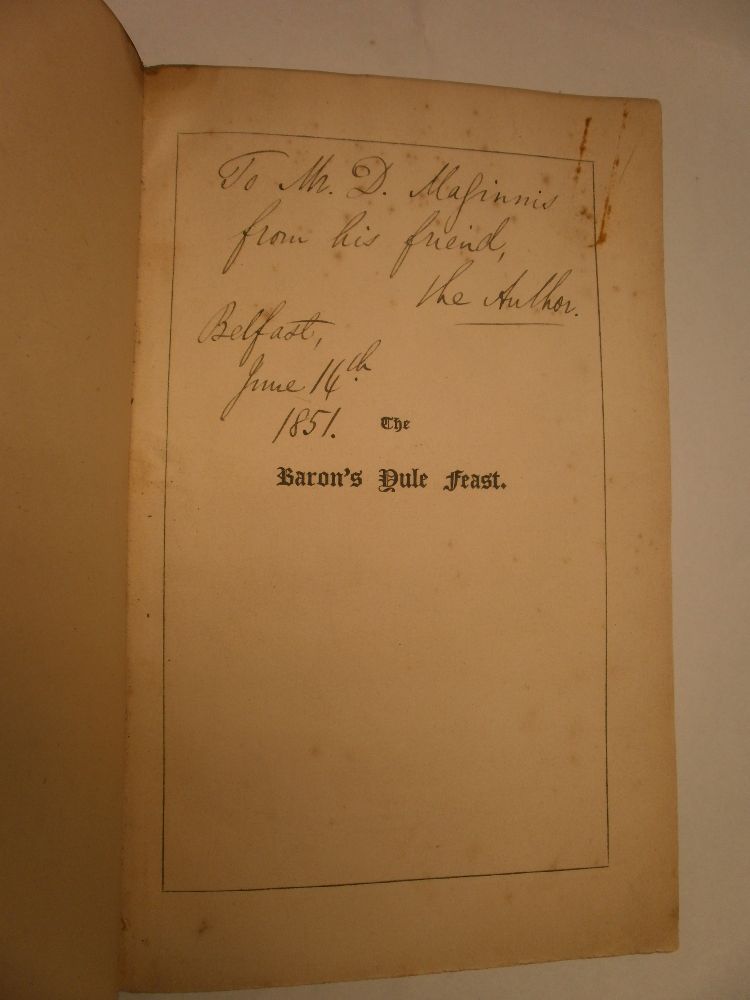 To Mr. D. Maginnis
from his friend,
the Author.
Belfast,
June 14th.
1851.
The
Baron's Yule Feast.